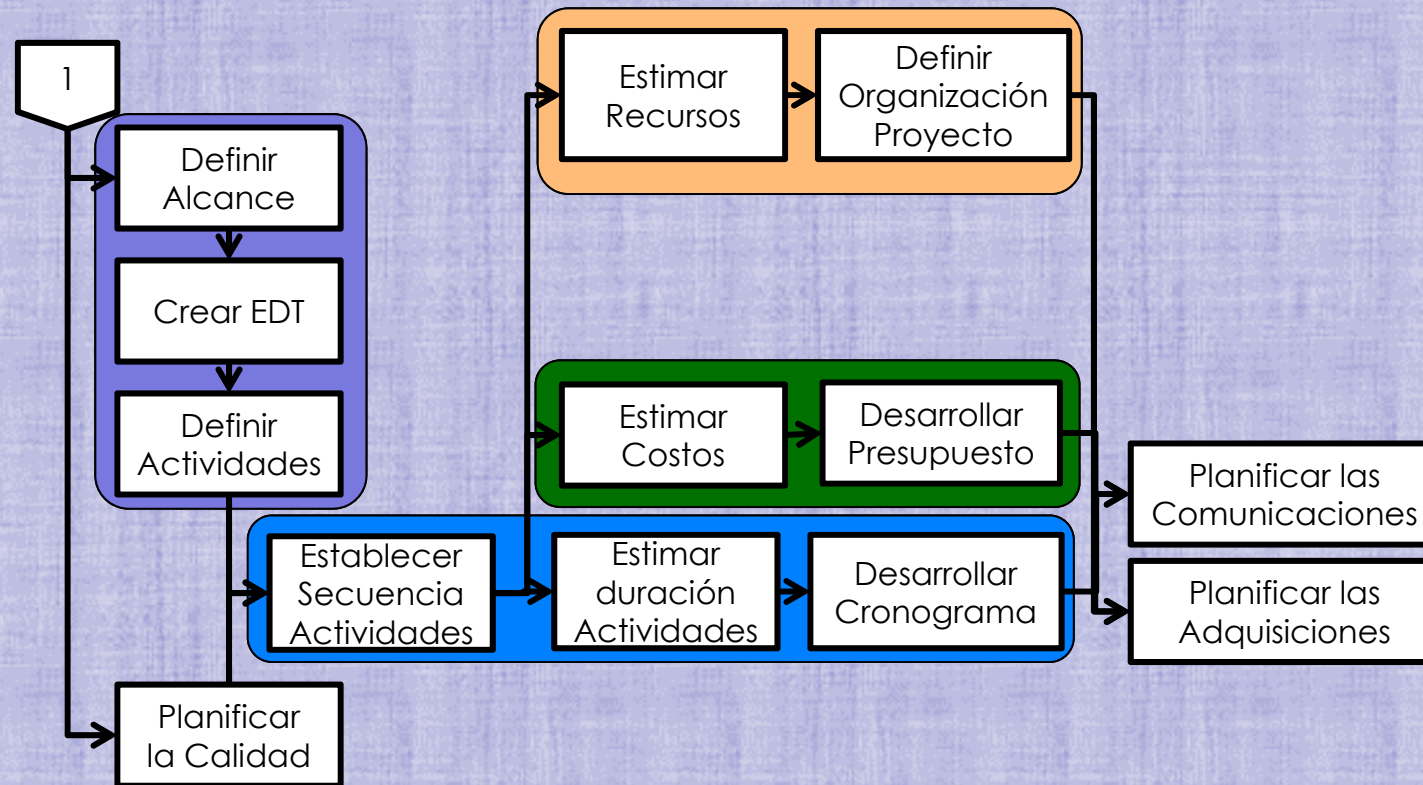 1
Definir
Alcance
Crear EDT
Definir
Actividades
Estimar
Recursos
Definir
Organización
Proyecto
Estimar
Costos
Desarrollar
Presupuesto
Establecer
Secuencia
Actividades
Estimar
duración
Actividades
Desarrollar
Cronograma
Planificar las
Comunicaciones
Planificar las
Adquisiciones
Planificar
la Calidad